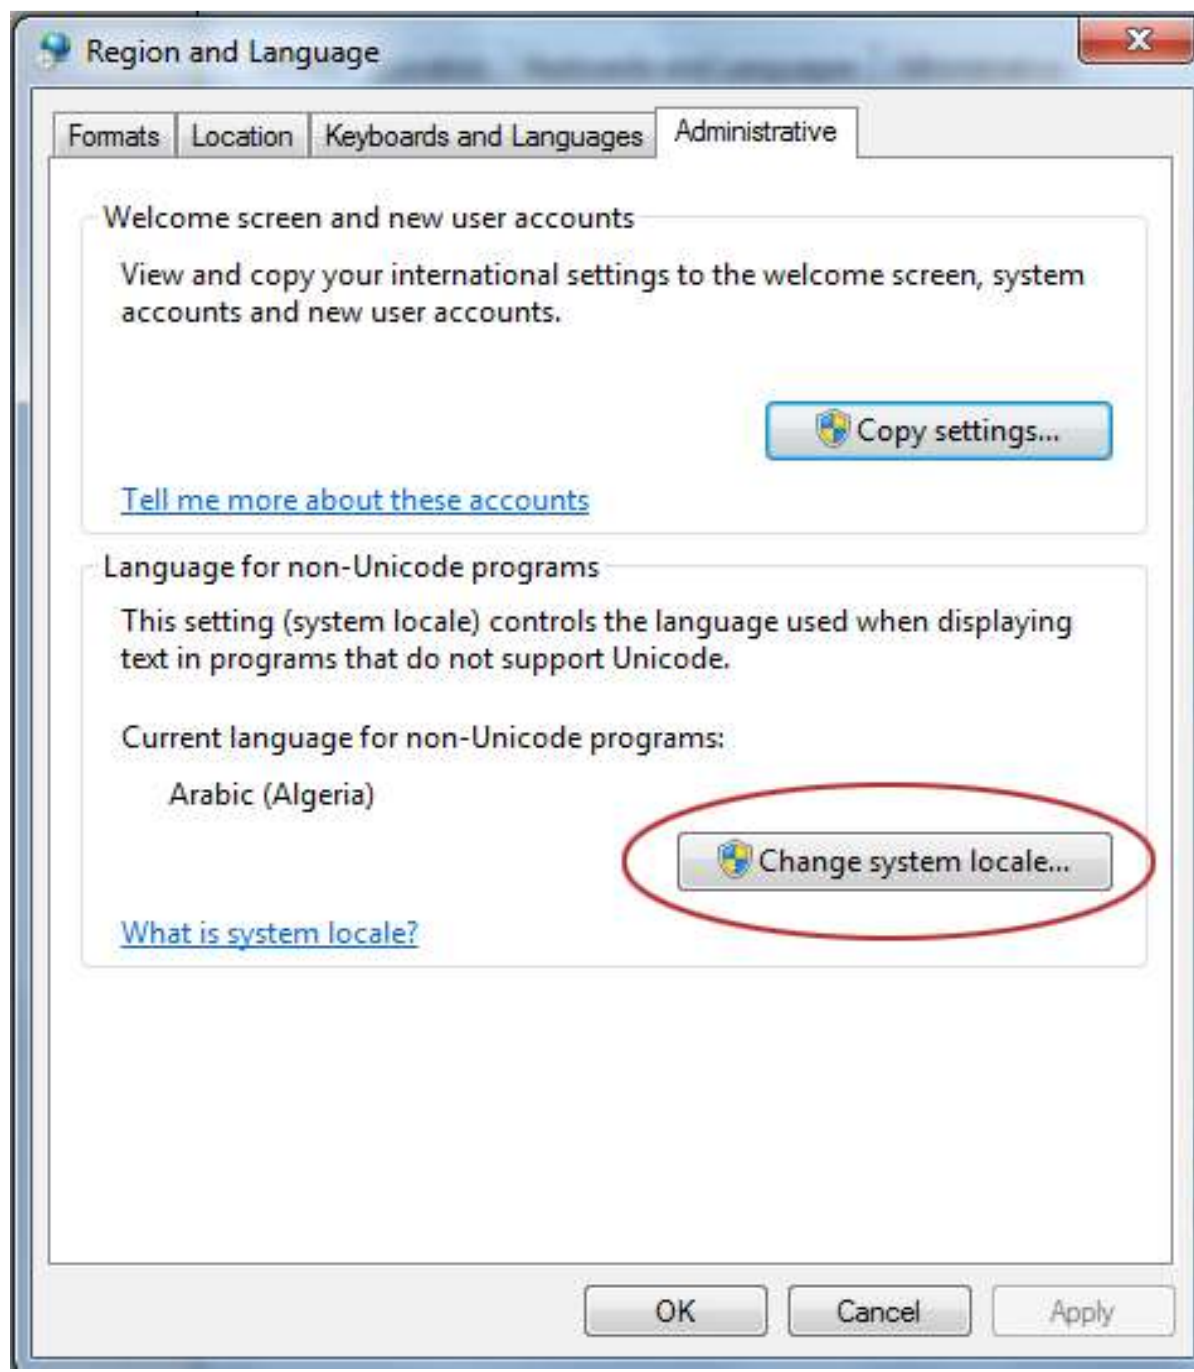 Region and Language
Formats
Location
Keyboards and Languages
Administrative
Welcome screen and new user accounts
View and copy your international settings to the welcome screen, system
accounts and new user accounts.
Copy settings...
Tell me more about these accounts
Language for non-Unicode programs
This setting (system locale) controls the language used when displaying
text in programs that do not support Unicode.
Current language for non-Unicode programs:
Arabic (Algeria)
Change system locale...
What is system locale?
OK
Cancel
Apply